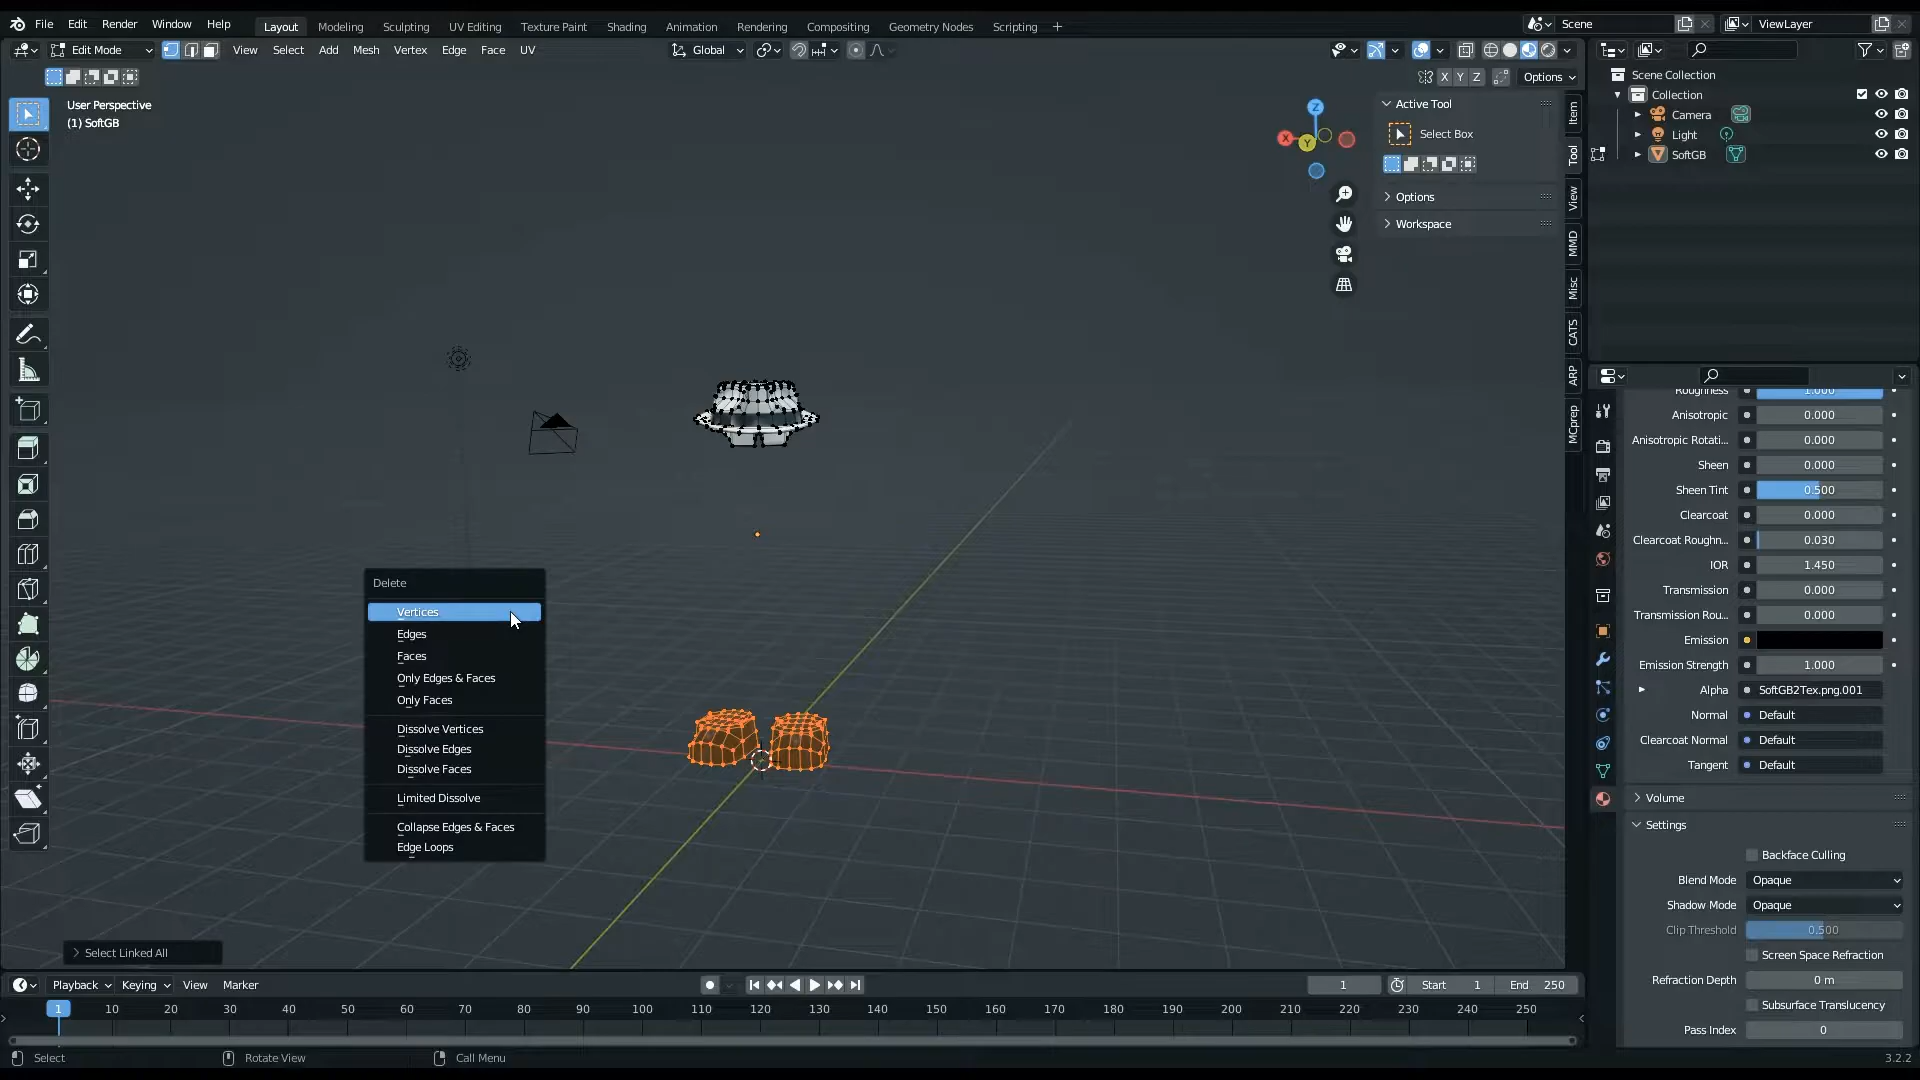 File Edit Render Window Help Layout Modeling Sculpting UV Editing Texture Paint Shading Animation Rendering Compositing Geometry Nodes Scripting + Scene ViewLayer
Edit Mode View Select Add Mesh Vertex Edge Face UV Global
X Y Z Options
User Perspective
(1) SoftGB
Z
X
Y
Active Tool
Select Box
Options
Workspace
Item
Tool
View
MMD
Misc
CATS
ARP
MCprep
Scene Collection
Collection
Camera
Light
SoftGB
Delete
Vertices
Edges
Faces
Only Edges & Faces
Only Faces
Dissolve Vertices
Dissolve Edges
Dissolve Faces
Limited Dissolve
Collapse Edges & Faces
Edge Loops
Select Linked All
Roughness 1.000
Anisotropic 0.000
Anisotropic Rotati... 0.000
Sheen 0.000
Sheen Tint 0.500
Clearcoat 0.000
Clearcoat Roughn... 0.030
IOR 1.450
Transmission 0.000
Transmission Rou... 0.000
Emission
Emission Strength 1.000
Alpha SoftGB2Tex.png.001
Normal Default
Clearcoat Normal Default
Tangent Default
Volume
Settings
Backface Culling
Blend Mode Opaque
Shadow Mode Opaque
Clip Threshold 0.500
Screen Space Refraction
Refraction Depth 0 m
Subsurface Translucency
Pass Index 0
Playback Keying View Marker 1 Start 1 End 250
1 10 20 30 40 50 60 70 80 90 100 110 120 130 140 150 160 170 180 190 200 210 220 230 240 250
Select Rotate View Call Menu 3.2.2